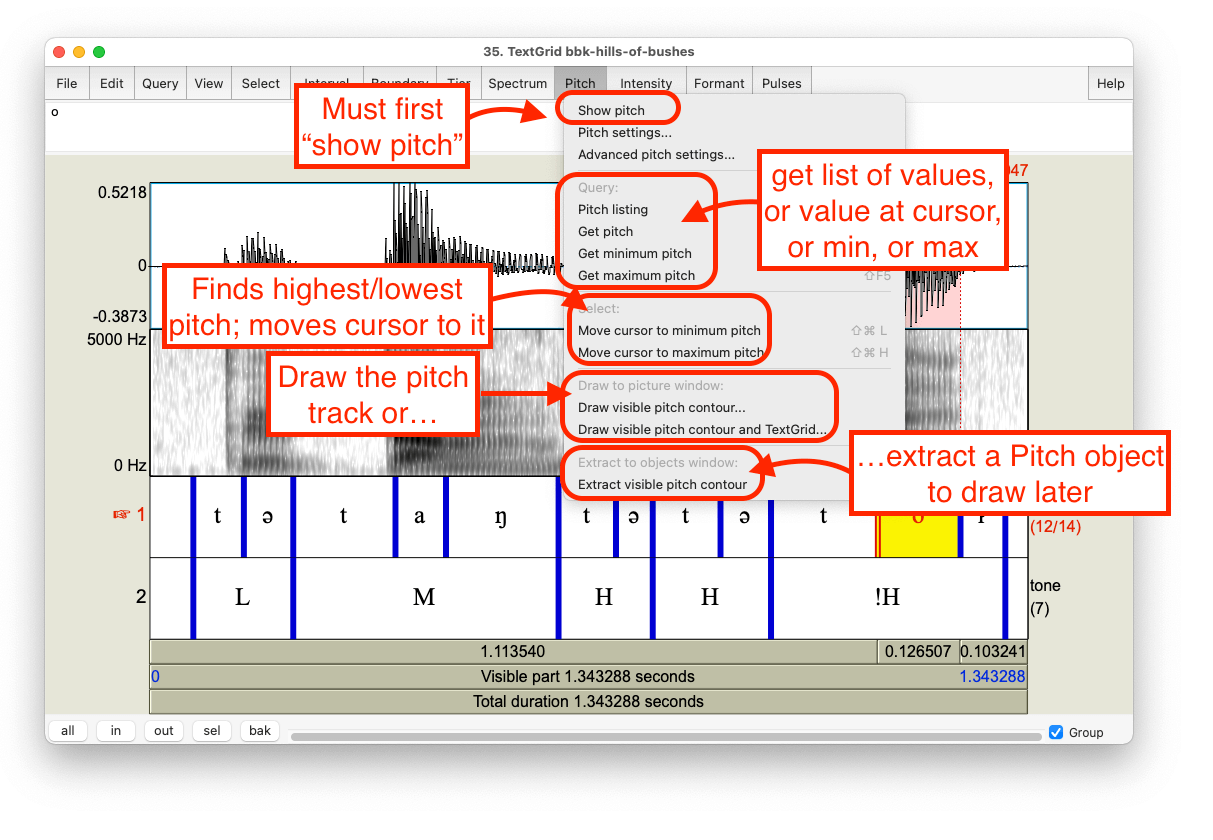 35. TextGrid bbk-hills-of-bushes
File Edit Query View Select Interval Boundary Tier Spectrum Pitch Intensity Formant Pulses Help
o
Must first
“show pitch”
Show pitch
Pitch settings...
Advanced pitch settings...
get list of values,
or value at cursor,
or min, or max
047
Query:
Pitch listing
Get pitch
Get minimum pitch
Get maximum pitch ⇧F5
0.5218
0
-0.3873
Finds highest/lowest
pitch; moves cursor to it
Select:
Move cursor to minimum pitch ⇧⌘ L
Move cursor to maximum pitch ⇧⌘ H
5000 Hz
0 Hz
Draw the pitch
track or…
Draw to picture window:
Draw visible pitch contour...
Draw visible pitch contour and TextGrid...
Extract to objects window:
Extract visible pitch contour
…extract a Pitch object
to draw later
☞ 1 t ə t a ŋ t ə t ə t o
(12/14)
2 L M H H !H tone
(7)
1.113540 0.126507 0.103241
0 Visible part 1.343288 seconds 1.343288
Total duration 1.343288 seconds
all in out sel bak Group